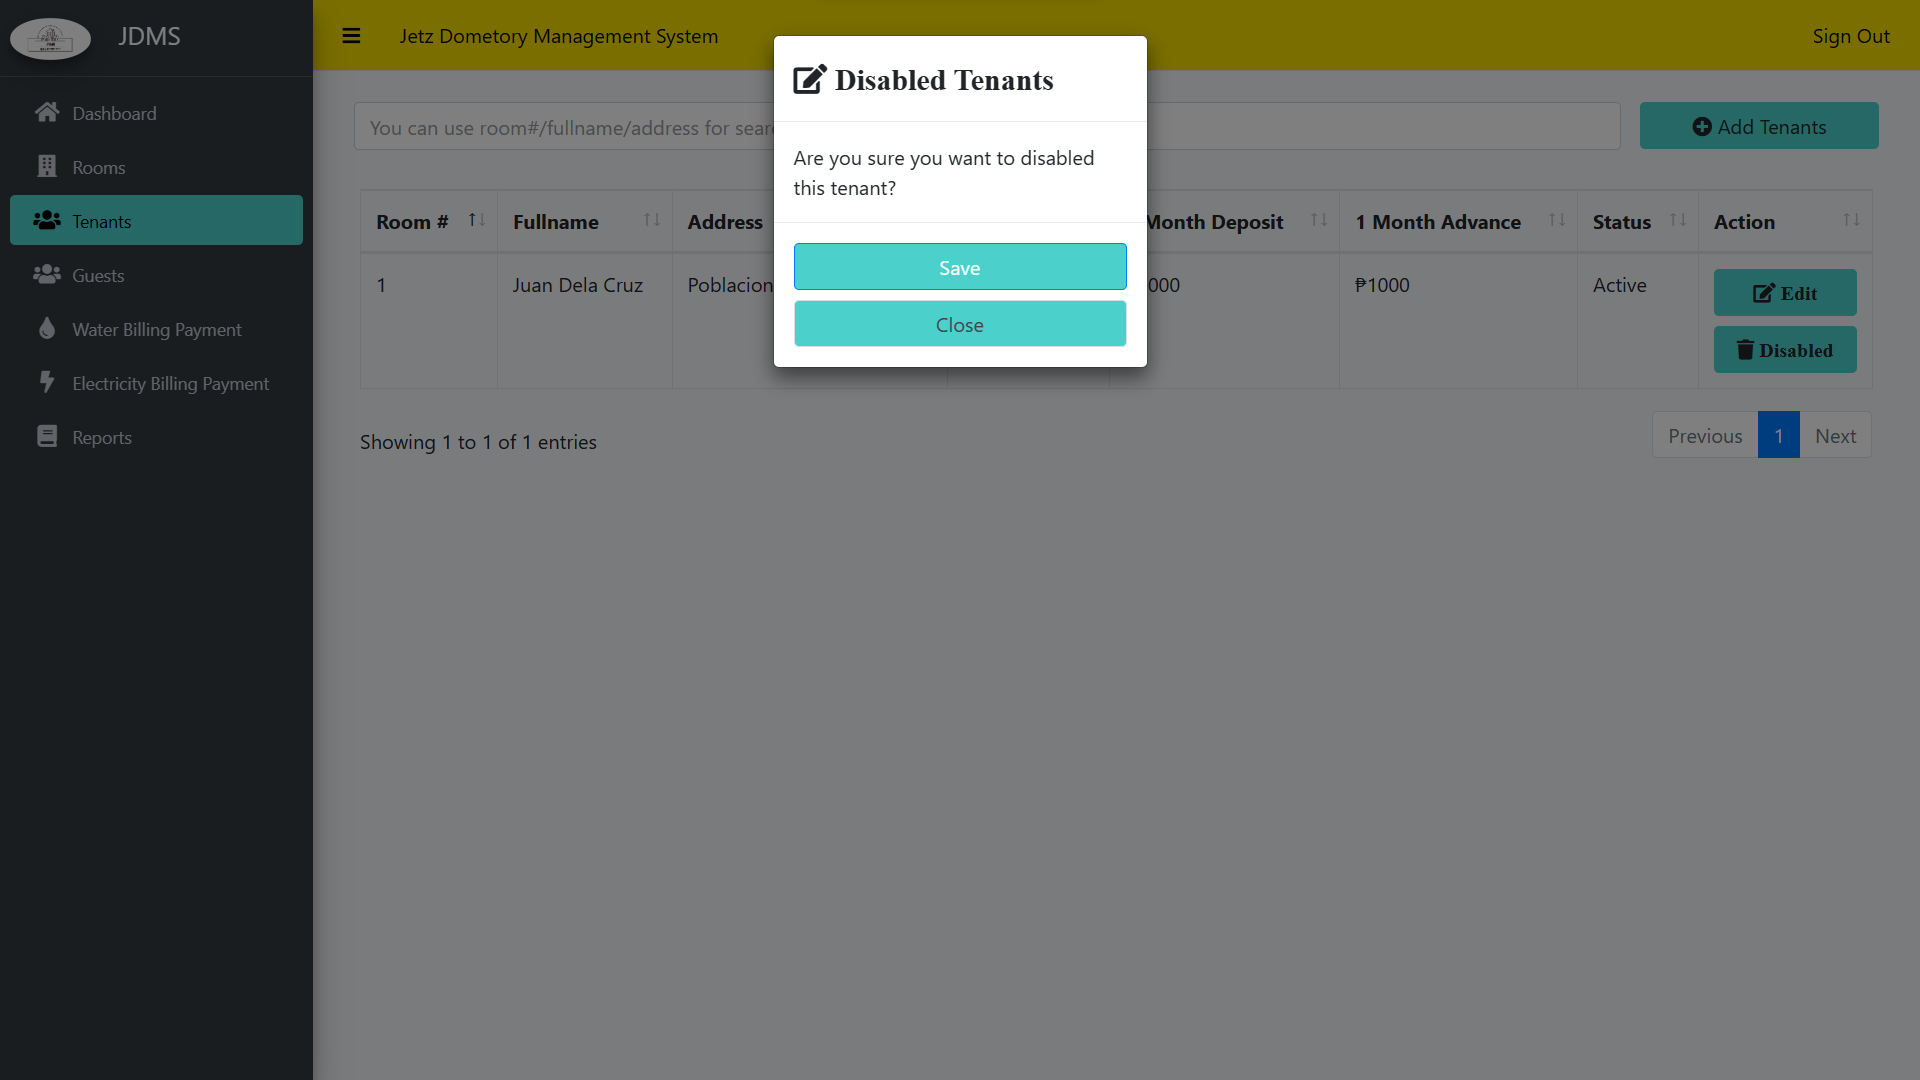 JDMS
Jetz Dometory Management System
Sign Out
Dashboard
Rooms
Tenants
Guests
Water Billing Payment
Electricity Billing Payment
Reports
You can use room#/fullname/address for
Add Tenants
Disabled Tenants
Are you sure you want to disabled
this tenant?
Save
Close
Room # Fullname Address Month Deposit 1 Month Advance Status Action
1 Juan Dela Cruz Poblacion 000 ₱1000 Active
Edit
Disabled
Showing 1 to 1 of 1 entries
Previous 1 Next